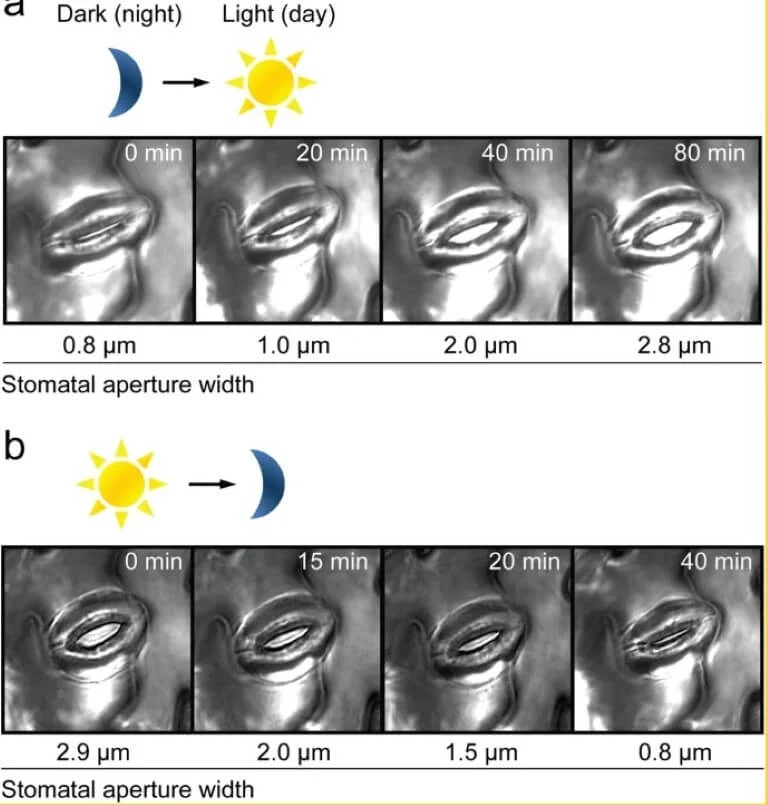 a
Dark (night) Light (day)
0 min 20 min 40 min 80 min
0.8 µm 1.0 µm 2.0 µm 2.8 µm
Stomatal aperture width
b
0 min 15 min 20 min 40 min
2.9 µm 2.0 µm 1.5 µm 0.8 µm
Stomatal aperture width